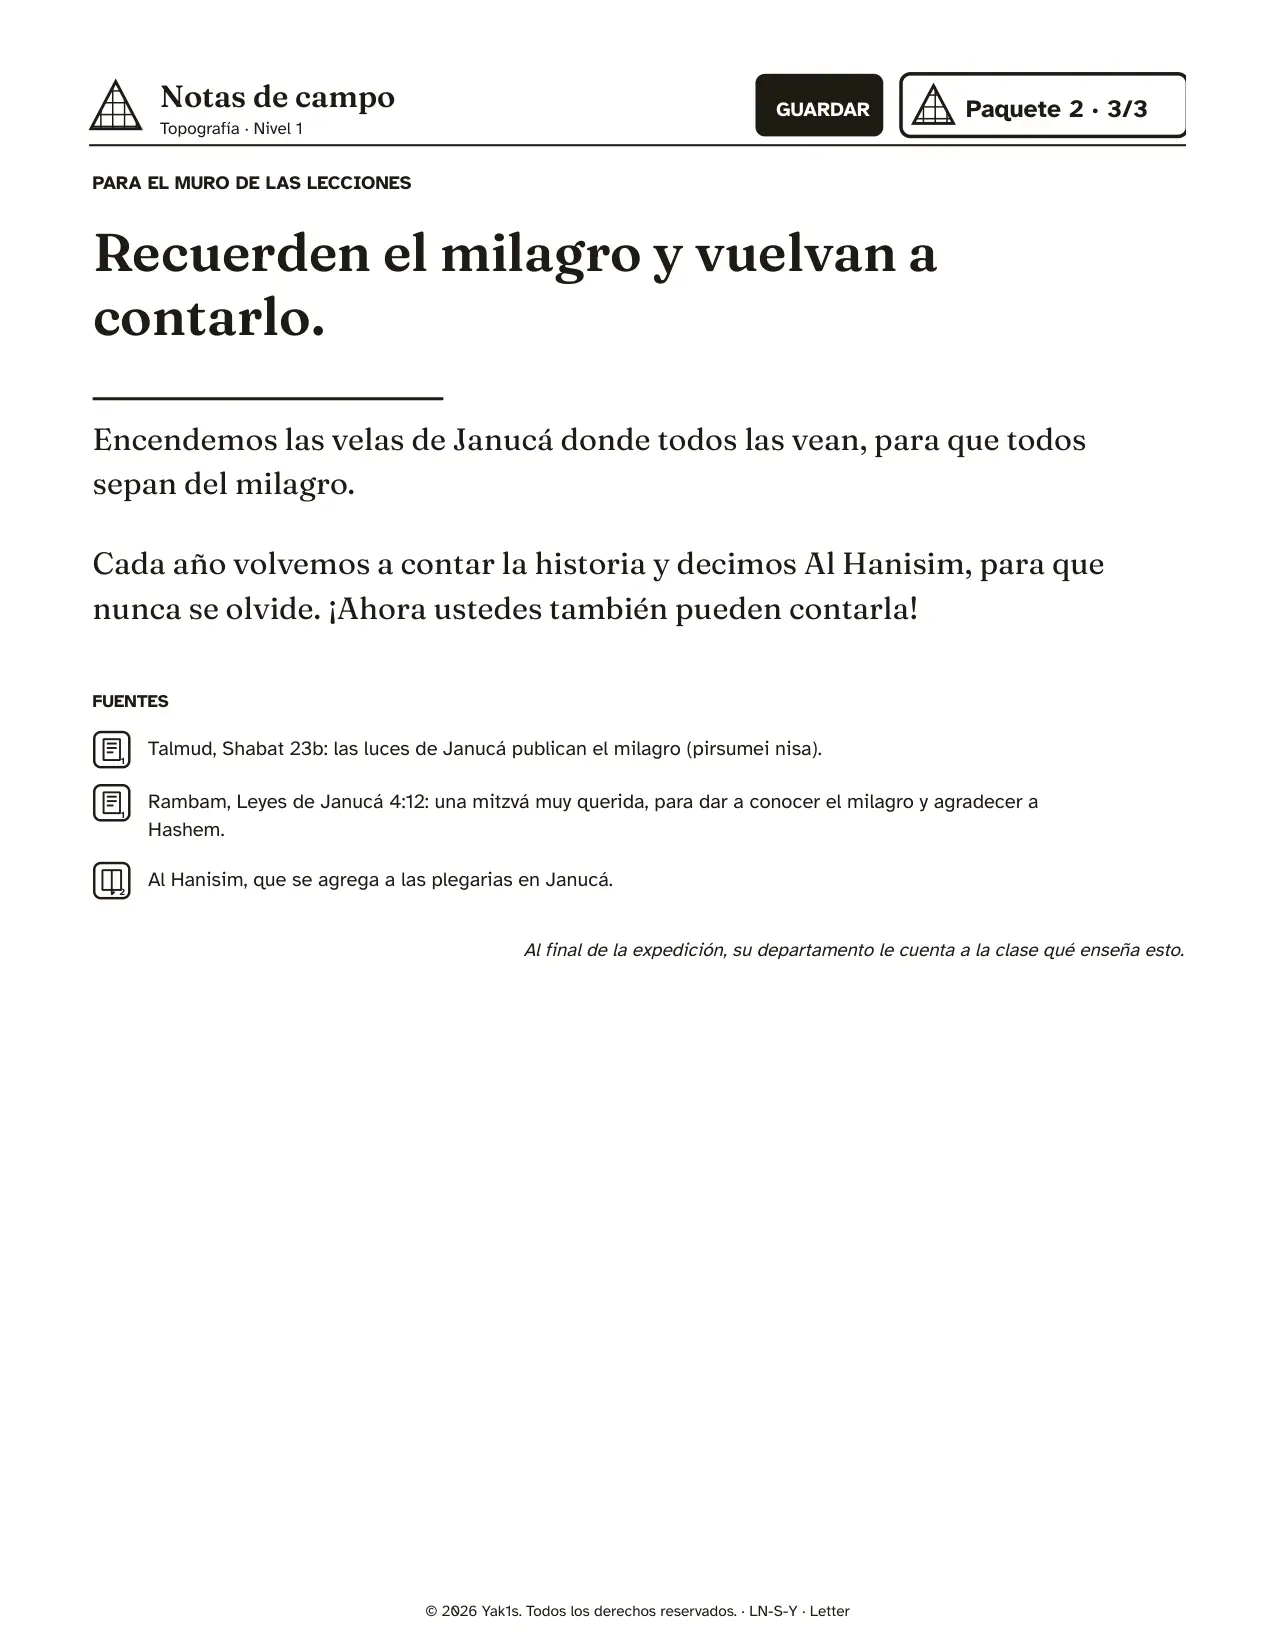 Notas de campo
Topografía · Nivel 1
GUARDAR
Paquete 2 · 3/3
PARA EL MURO DE LAS LECCIONES
Recuerden el milagro y vuelvan a
contarlo.
Encendemos las velas de Janucá donde todos las vean, para que todos
sepan del milagro.
Cada año volvemos a contar la historia y decimos Al Hanisim, para que
nunca se olvide. ¡Ahora ustedes también pueden contarla!
FUENTES
1
Talmud, Shabat 23b: las luces de Janucá publican el milagro (pirsumei nisa).
1
Rambam, Leyes de Janucá 4:12: una mitzvá muy querida, para dar a conocer el milagro y agradecer a
Hashem.
2
Al Hanisim, que se agrega a las plegarias en Janucá.
Al final de la expedición, su departamento le cuenta a la clase qué enseña esto.
© 2026 Yak1s. Todos los derechos reservados. · LN-S-Y · Letter